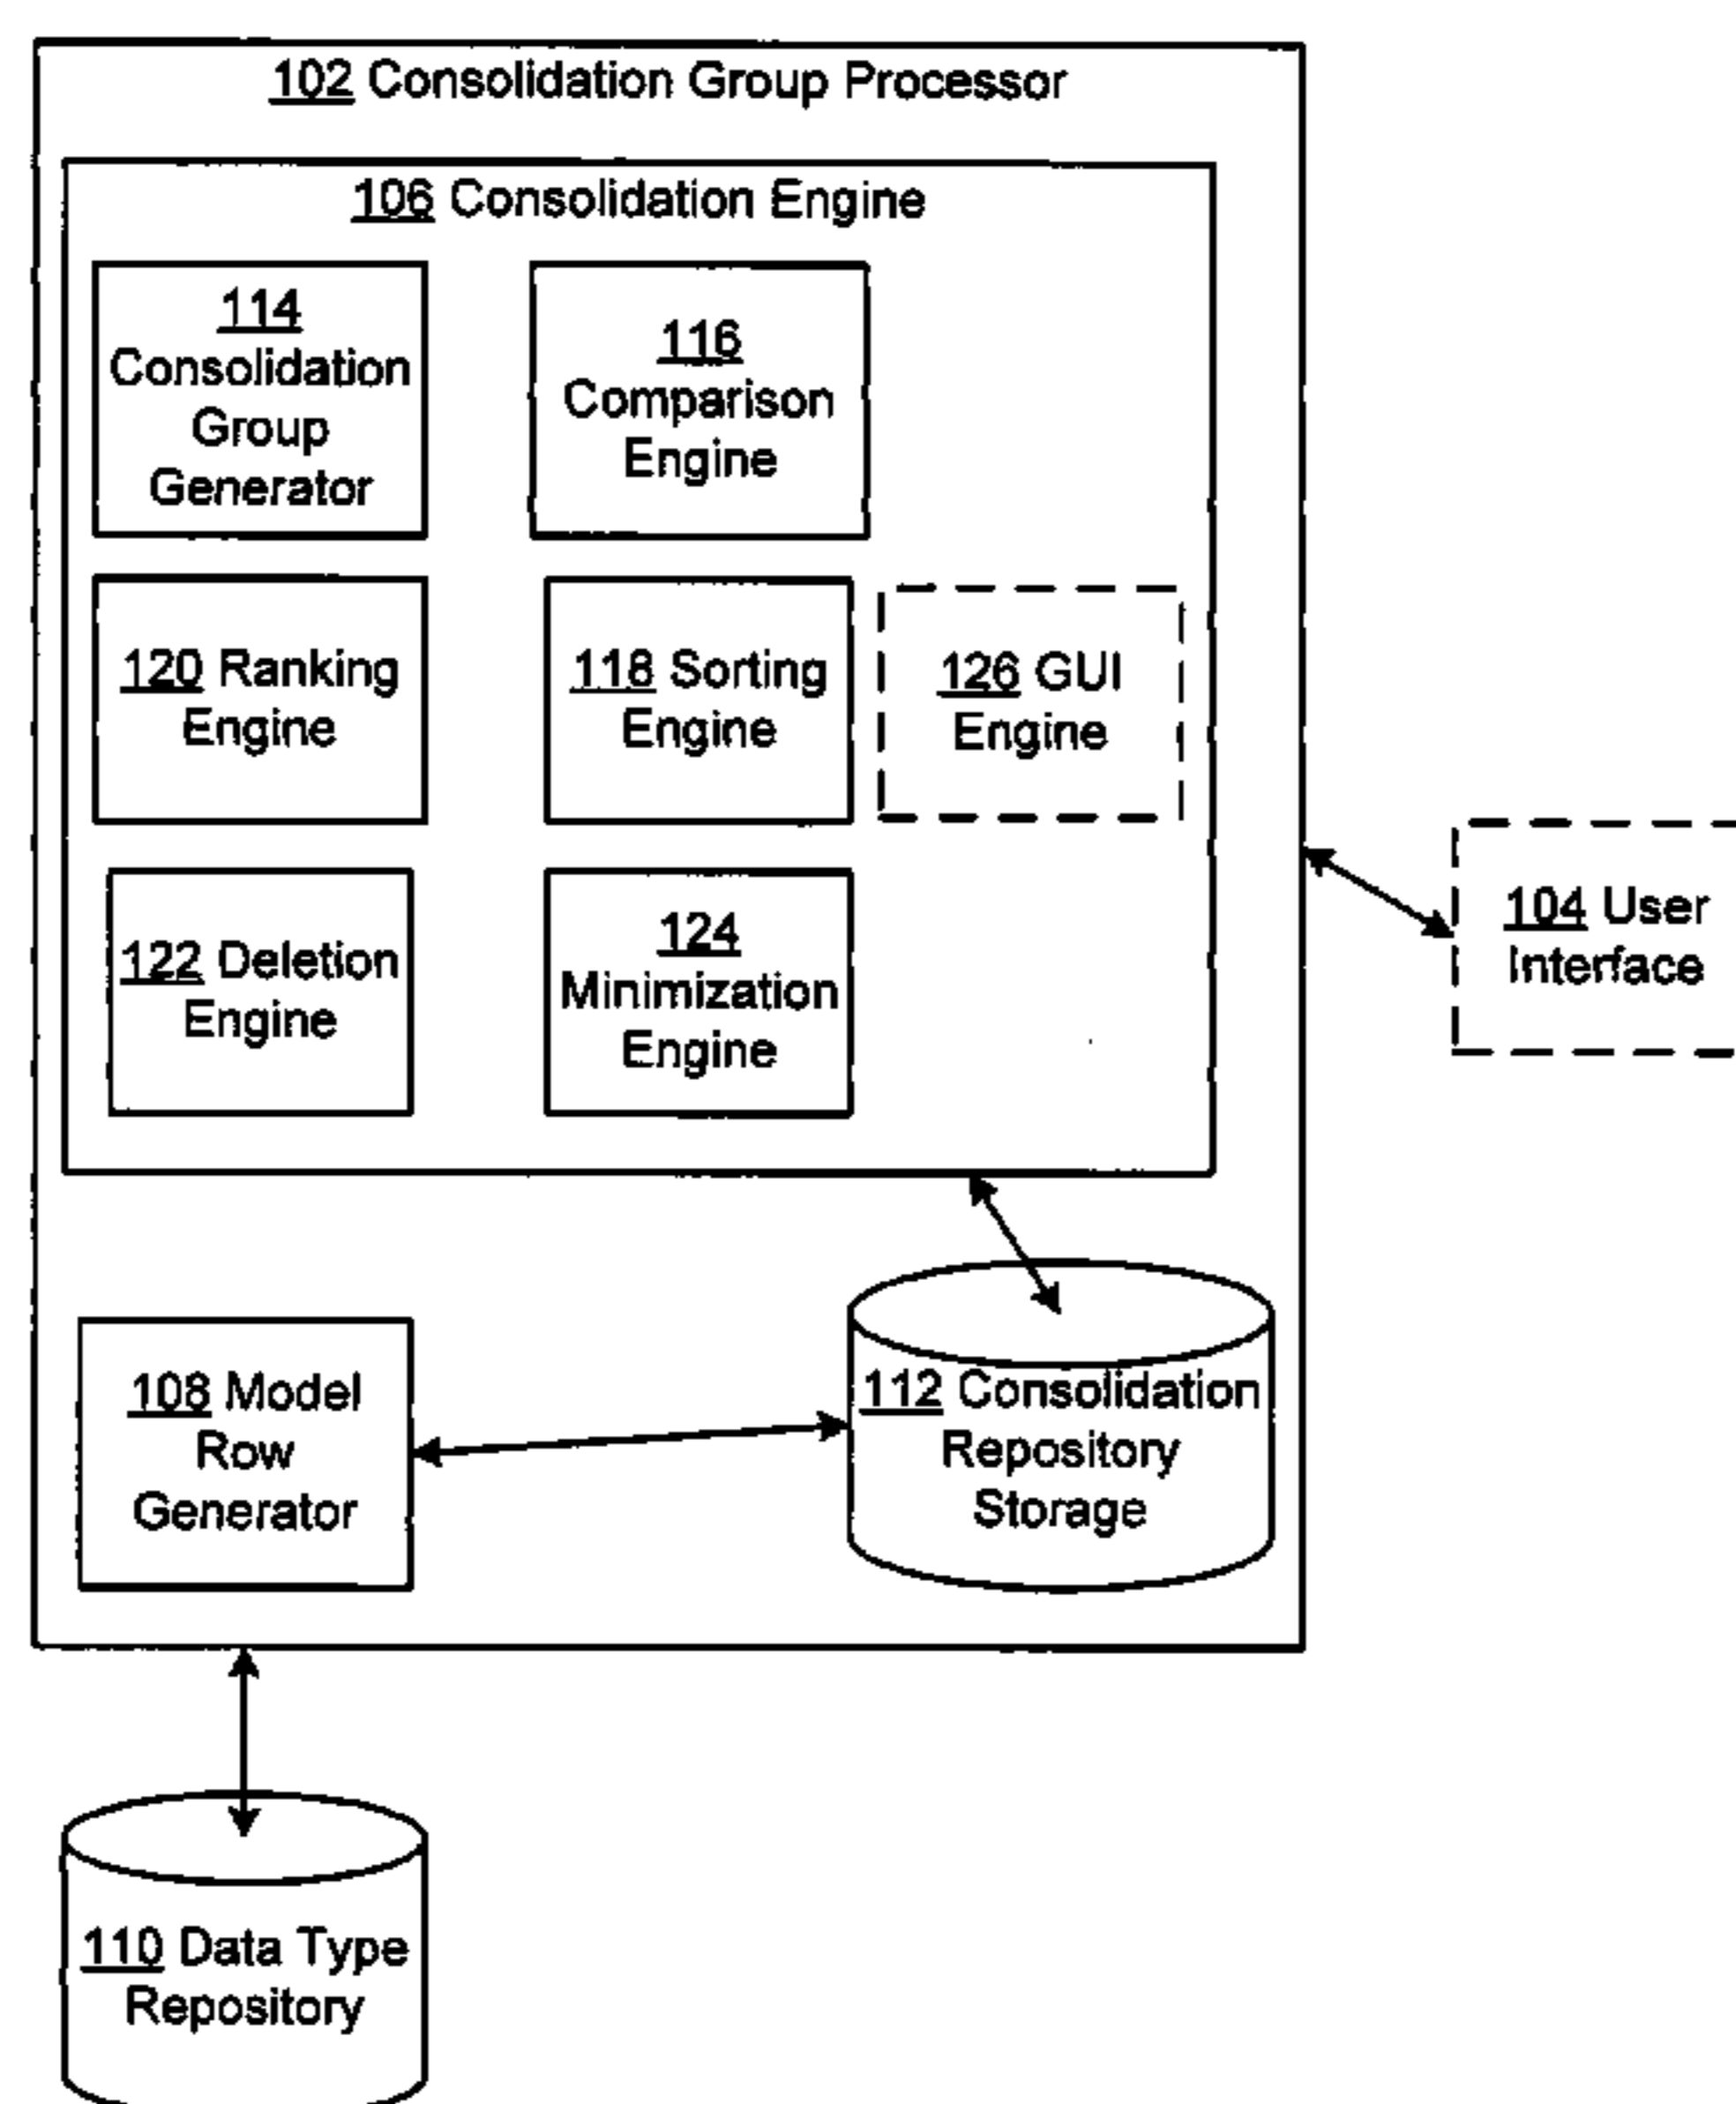 102 Consolidation Group Processor
106 Consolidation Engine
114
Consolidation
Group
Generator
116
Comparison
Engine
120 Ranking
Engine
118 Sorting
Engine
126 GUI
Engine
122 Deletion
Engine
124
Minimization
Engine
104 User
Interface
108 Model
Row
Generator
112 Consolidation
Repository
Storage
110 Data Type
Repository